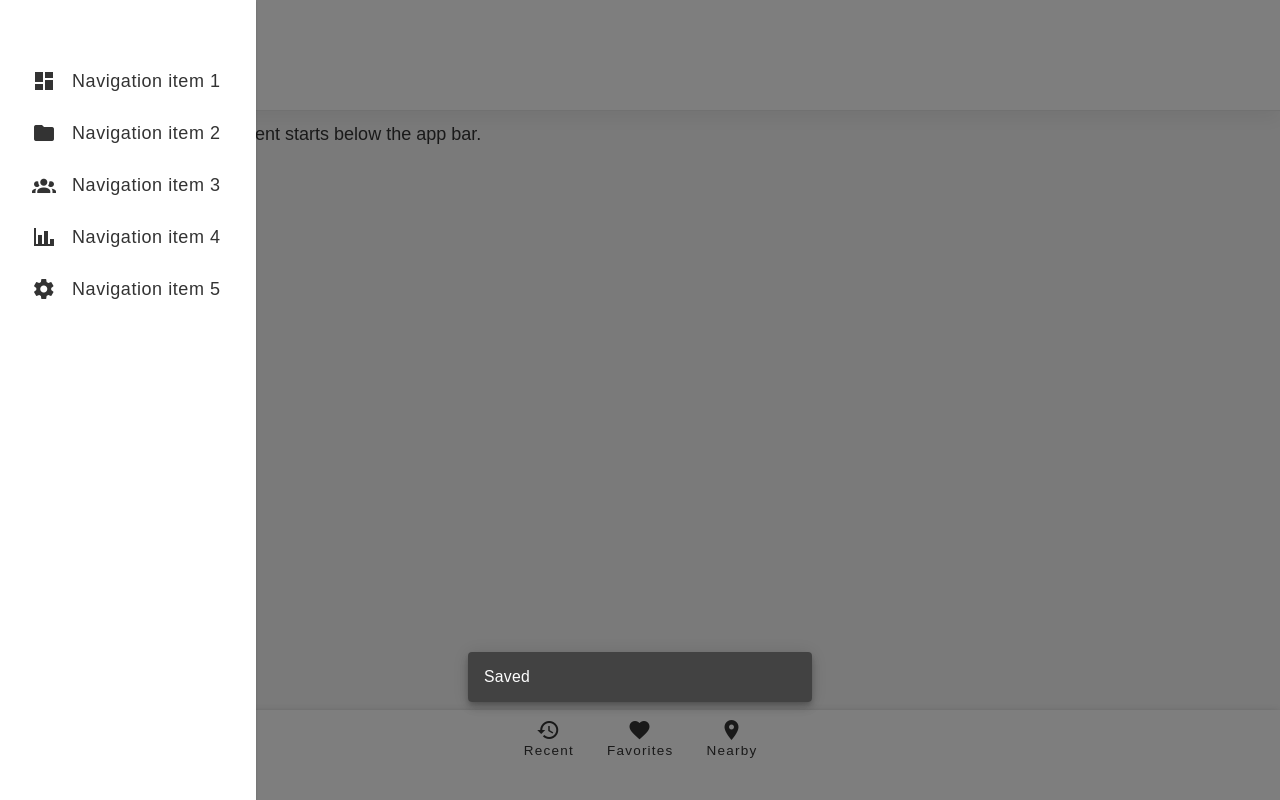 Navigation item 1
ent starts below the app bar.
Navigation item 2
Navigation item 3
Navigation item 4
Navigation item 5
Saved
Recent
Favorites
Nearby